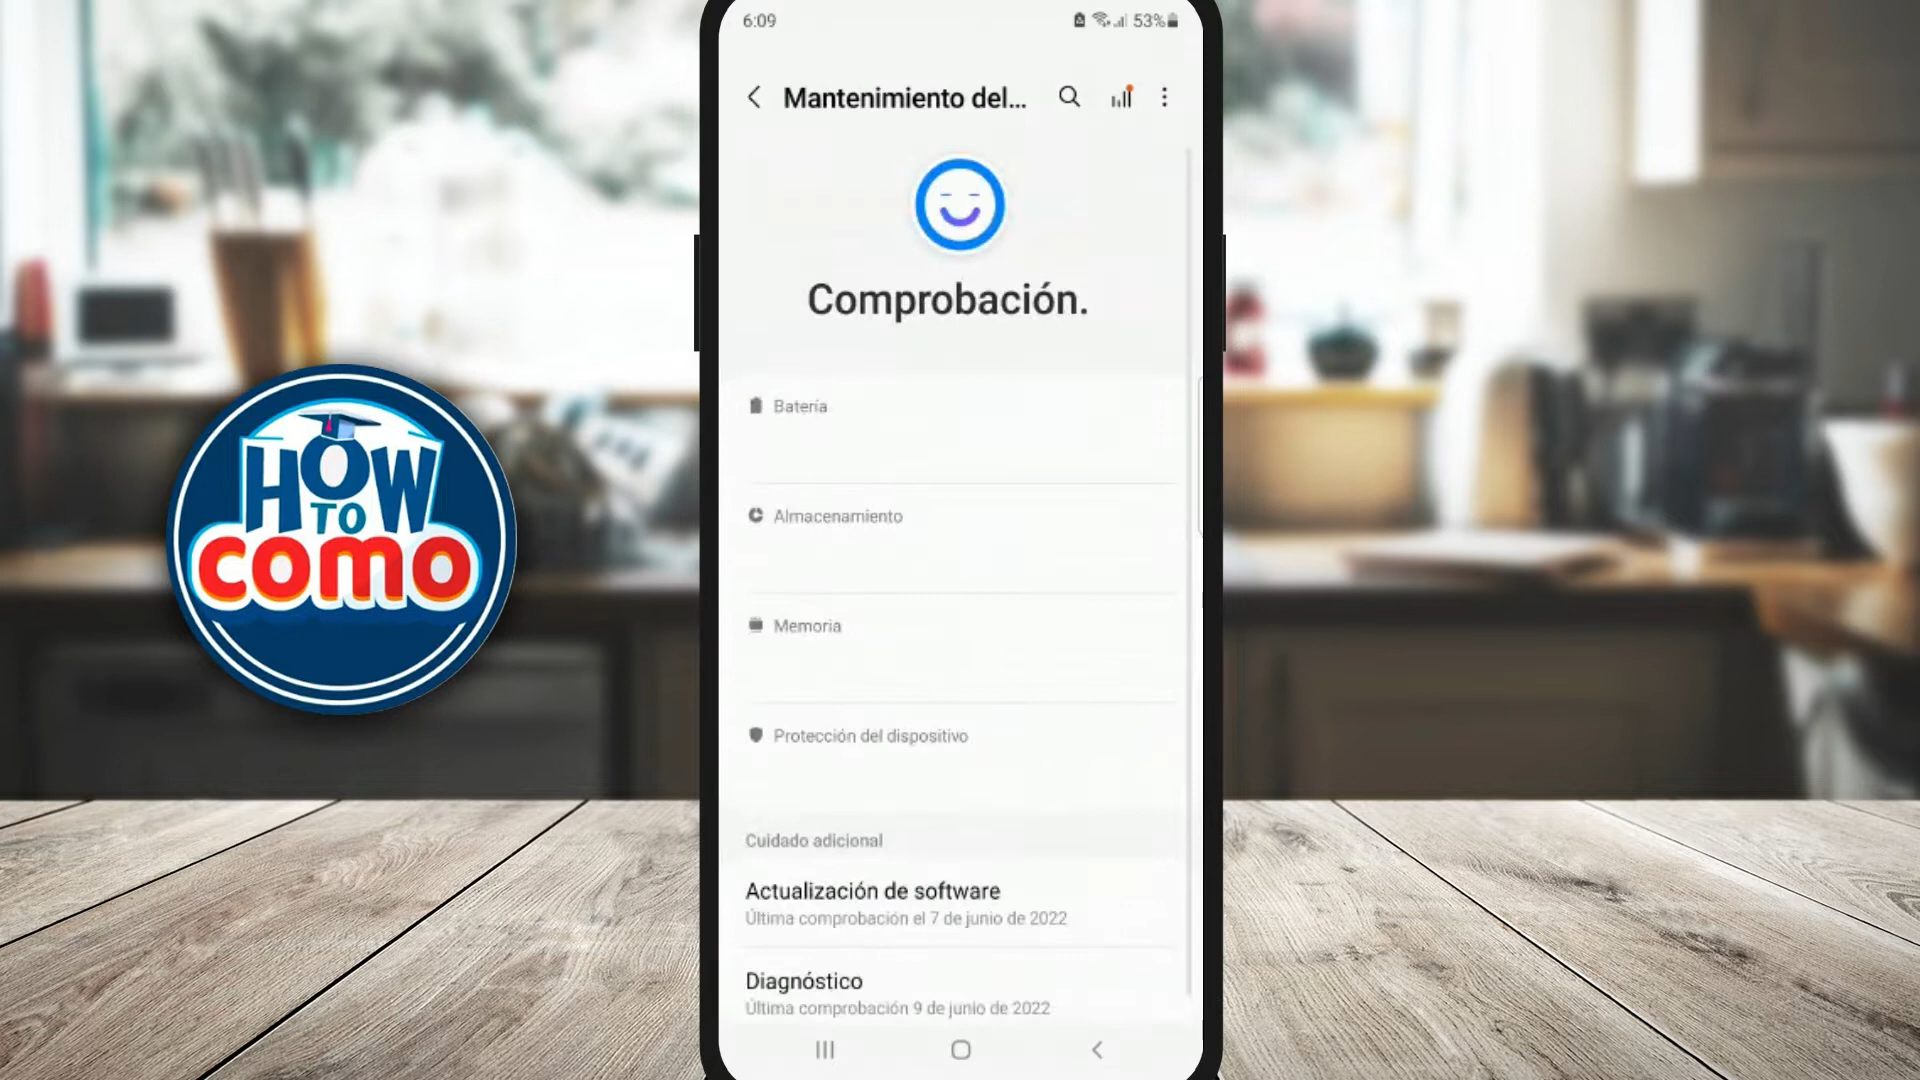 6:09
53%
Mantenimiento del...
Comprobación.
Batería
Almacenamiento
Memoria
Protección del dispositivo
Cuidado adicional
Actualización de software
Última comprobación el 7 de junio de 2022
Diagnóstico
Última comprobación 9 de junio de 2022
HOW
TO
como